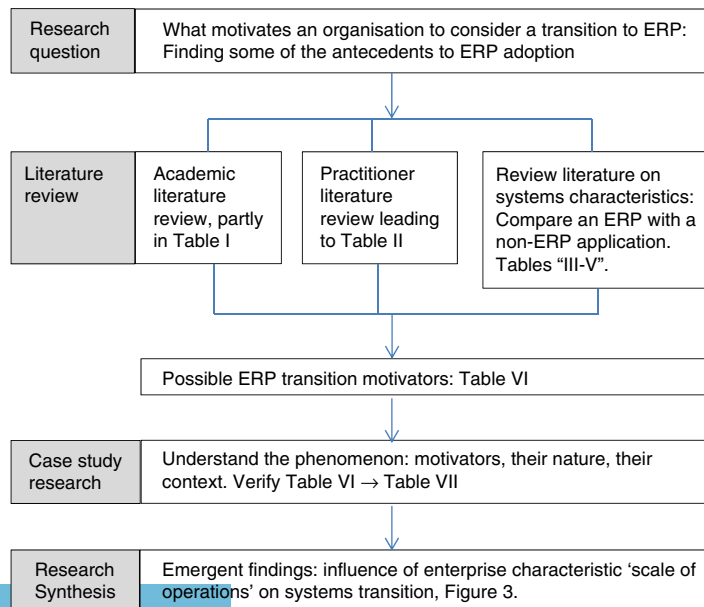 Research
question
What motivates an organisation to consider a transition to ERP:
Finding some of the antecedents to ERP adoption
Literature
review
Academic
literature
review, partly
in Table I
Practitioner
literature
review leading
to Table II
Review literature on
systems characteristics:
Compare an ERP with a
non-ERP application.
Tables “III-V”.
Possible ERP transition motivators: Table VI
Case study
research
Understand the phenomenon: motivators, their nature, their
context. Verify Table VI → Table VII
Research
Synthesis
Emergent findings: influence of enterprise characteristic ‘scale of
operations’ on systems transition, Figure 3.